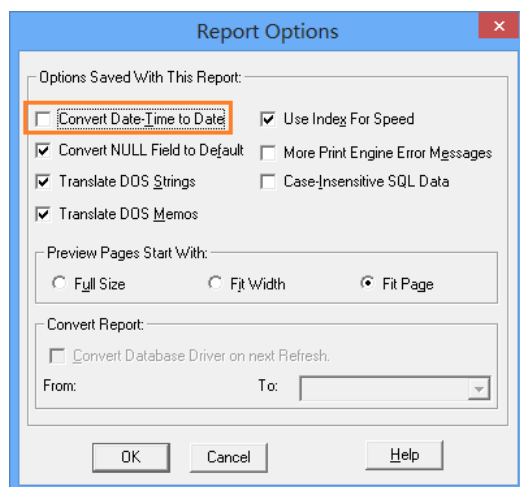 Report Options
Options Saved With This Report:
Convert Date-Time to Date
Use Index For Speed
Convert NULL Field to Default
More Print Engine Error Messages
Translate DOS Strings
Case-Insensitive SQL Data
Translate DOS Memos
Preview Pages Start With:
Full Size
Fit Width
Fit Page
Convert Report:
Convert Database Driver on next Refresh.
From:
To:
OK
Cancel
Help